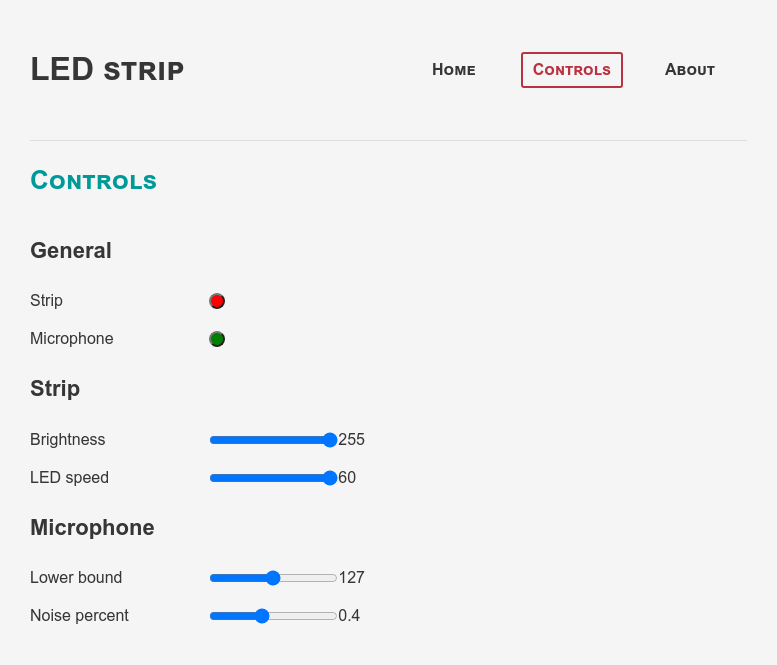 LED STRIP
Home Controls About
Controls
General
Strip
Microphone
Strip
Brightness 255
LED speed 60
Microphone
Lower bound 127
Noise percent 0.4